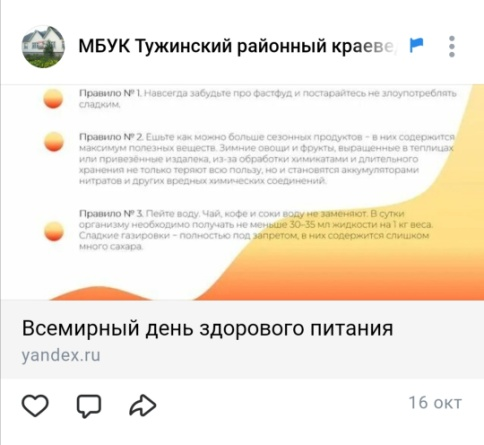 МБУК Тужинский районный краеве
Правило № 1. Навсегда забудьте про фастфуд и постарайтесь не злоупотреблять
сладким.
Правило № 2. Ешьте как можно больше сезонных продуктов – в них содержится
максимум полезных веществ. Зимние овощи и фрукты, выращенные в теплицах
или привезённые издалека, из-за обработки химикатами и длительного
хранения не только теряют всю пользу, но и становятся аккумуляторами
нитратов и других вредных химических соединений.
Правило № 3. Пейте воду. Чай, кофе и соки воду не заменяют. В сутки
организму необходимо получать не меньше 30-35 мл жидкости на 1 кг веса.
Сладкие газировки – полностью под запретом, в них содержится слишком
много сахара.
Всемирный день здорового питания
yandex.ru
16 окт